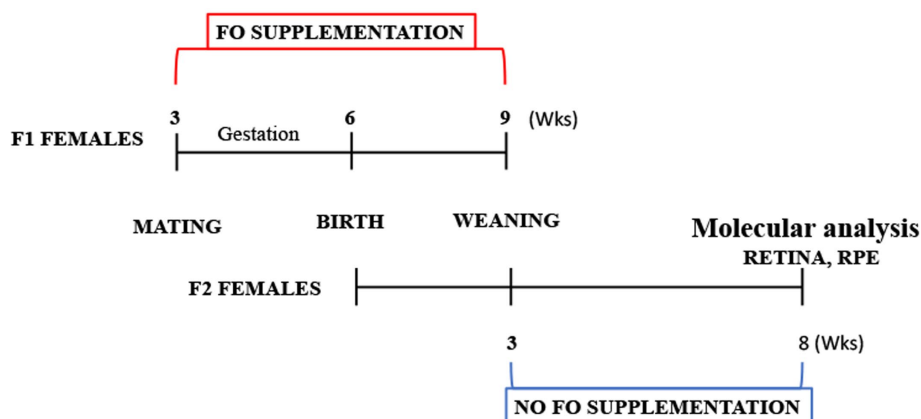 FO SUPPLEMENTATION
3 6 9 (Wks)
Gestation
F1 FEMALES
MATING BIRTH WEANING
Molecular analysis
RETINA, RPE
F2 FEMALES
3 8 (Wks)
NO FO SUPPLEMENTATION